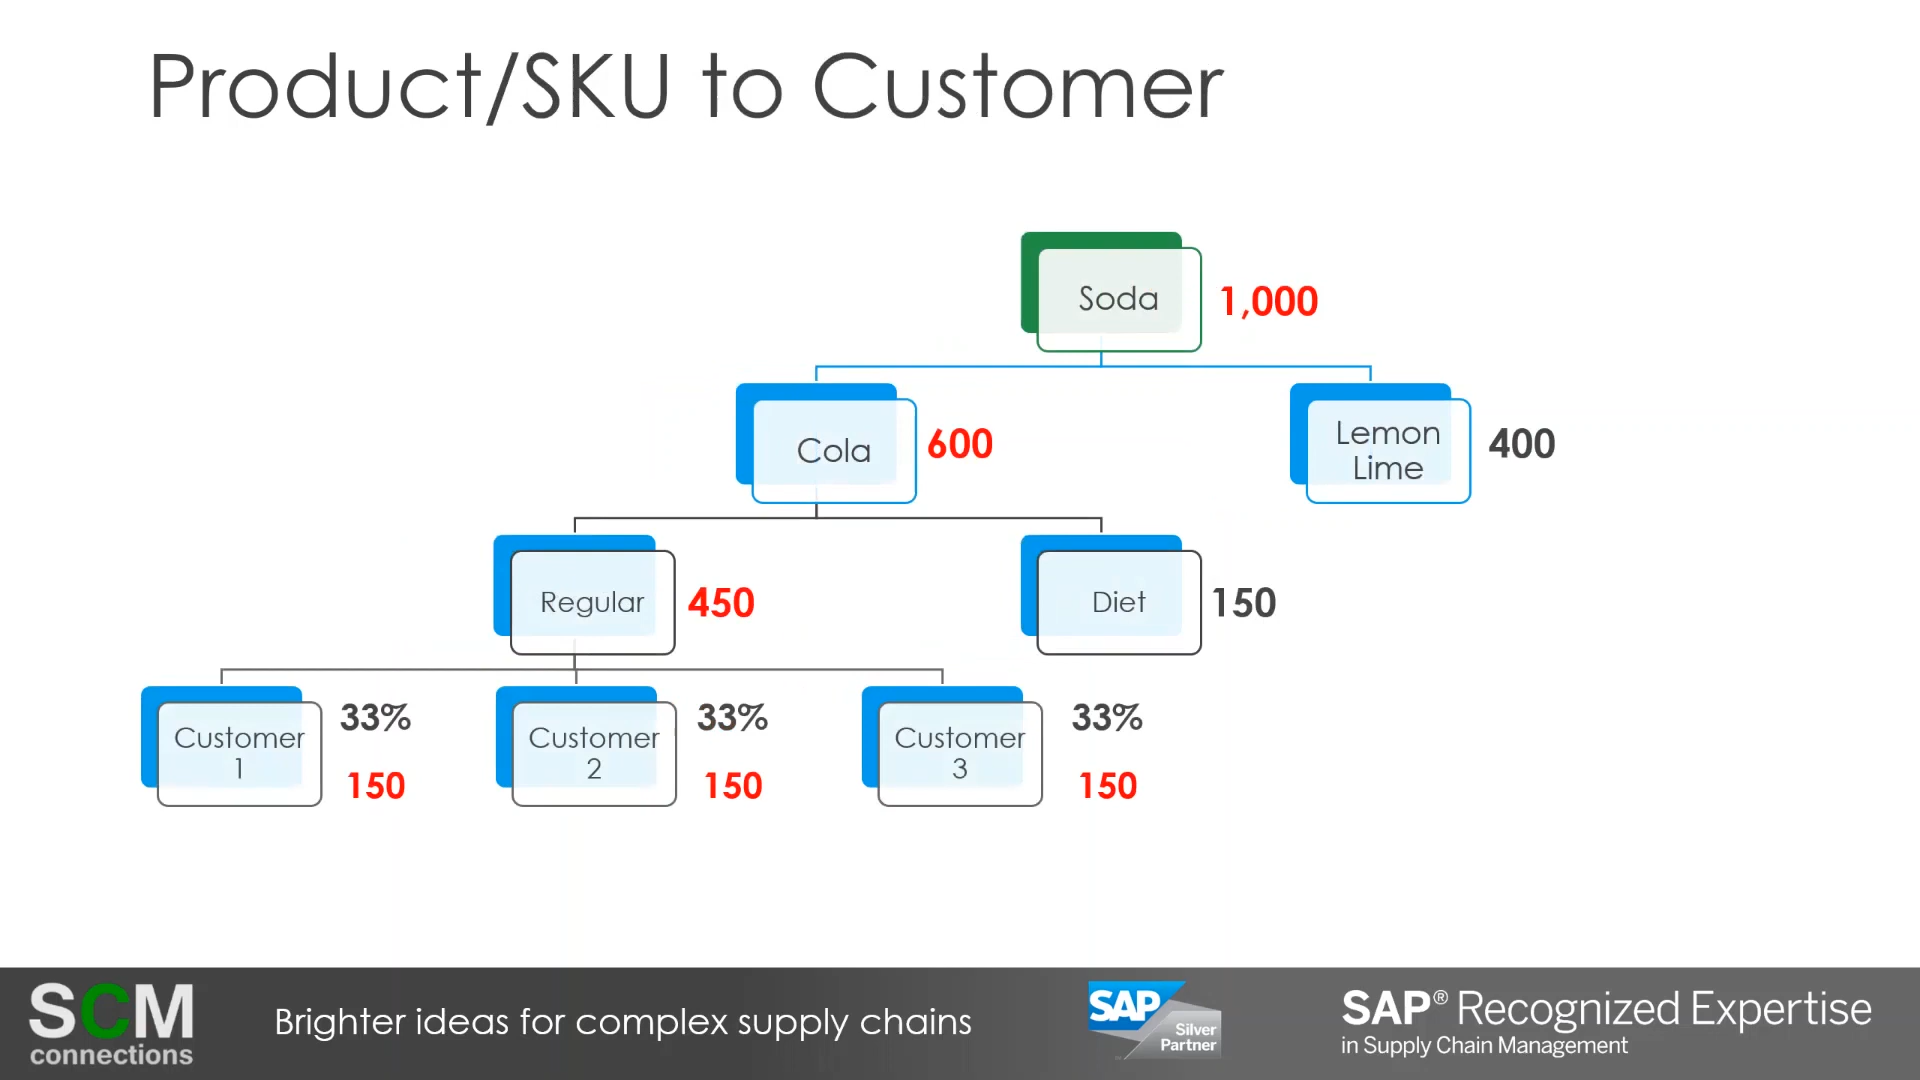 Product/SKU to Customer
Soda
1,000
Cola
600
Lemon
Lime
400
Regular
450
Diet
150
Customer
1
33%
150
Customer
2
33%
150
Customer
3
33%
150
SCM
connections
Brighter ideas for complex supply chains
SAP
Silver
Partner
SAP® Recognized Expertise
in Supply Chain Management